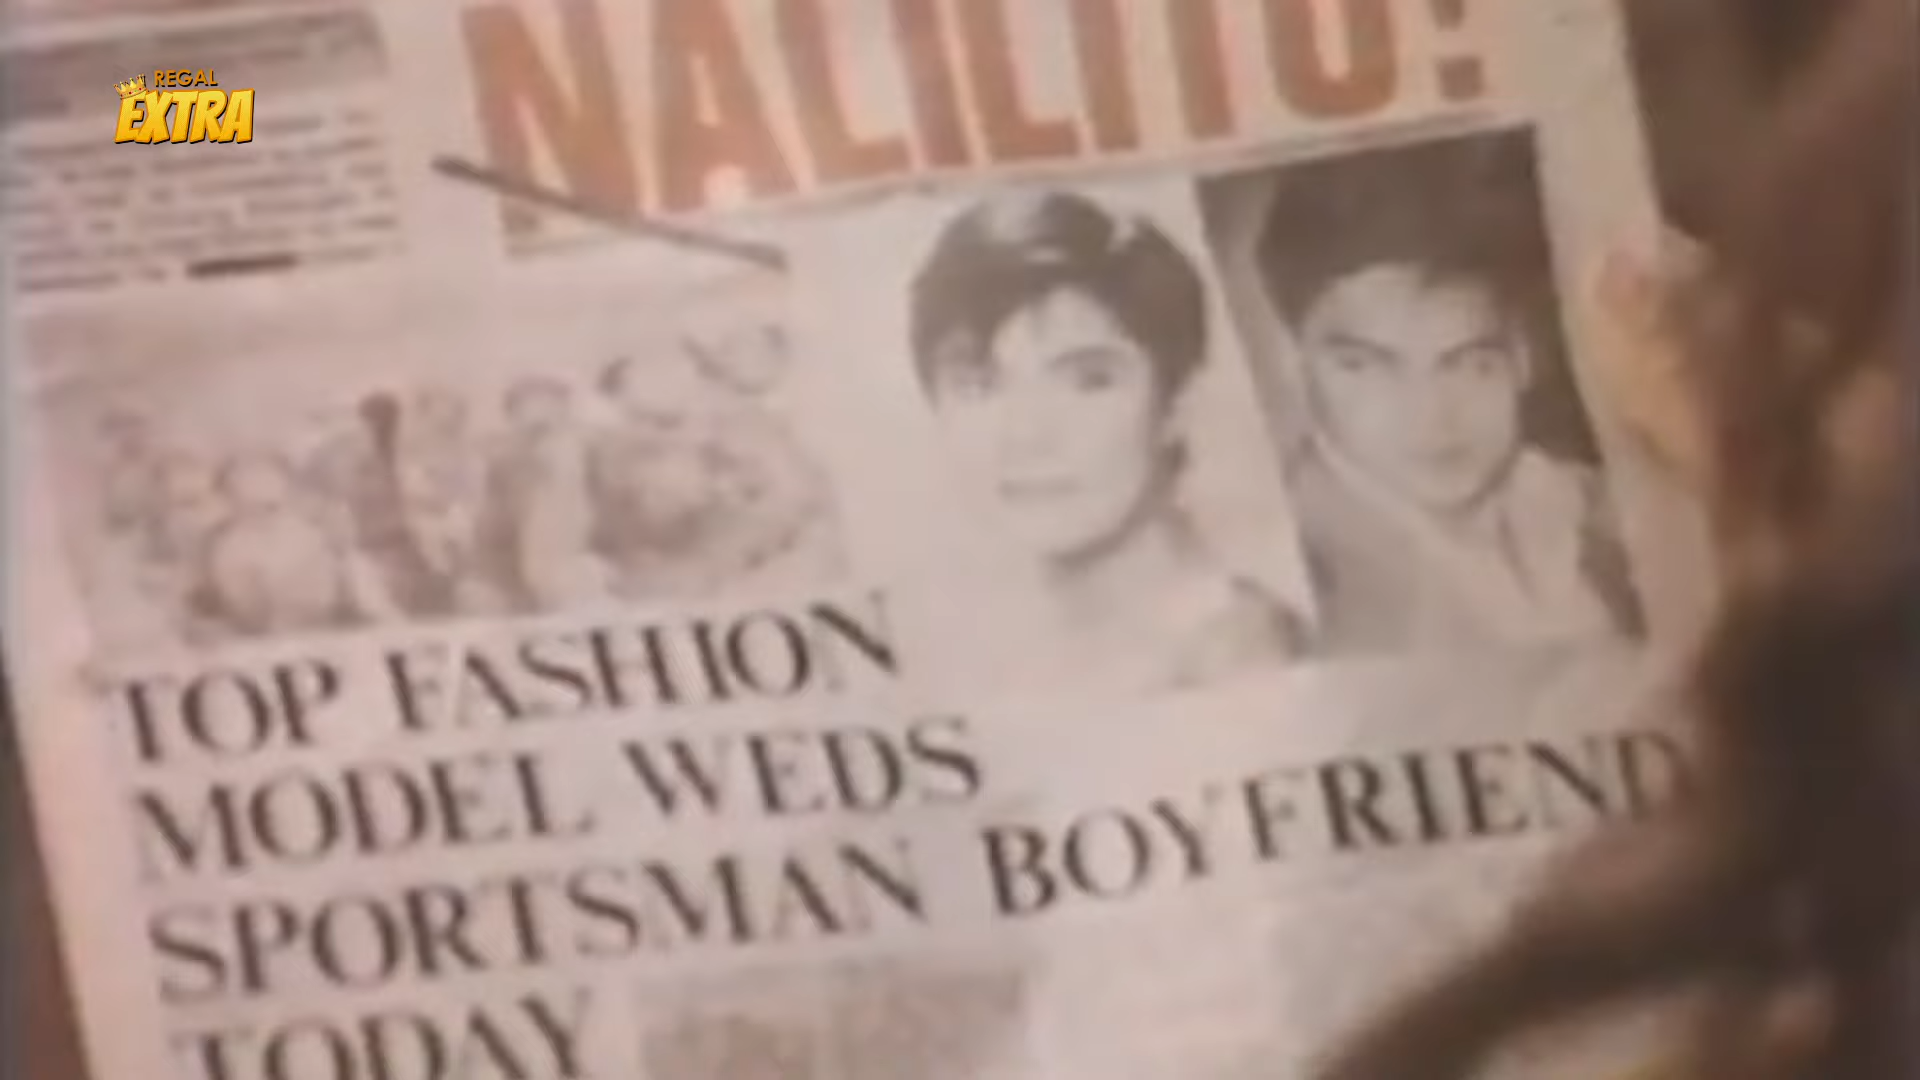 REGAL
EXTRA
NALILITO!
TOP FASHION
MODEL WEDS
SPORTSMAN BOYFRIEND
TODAY